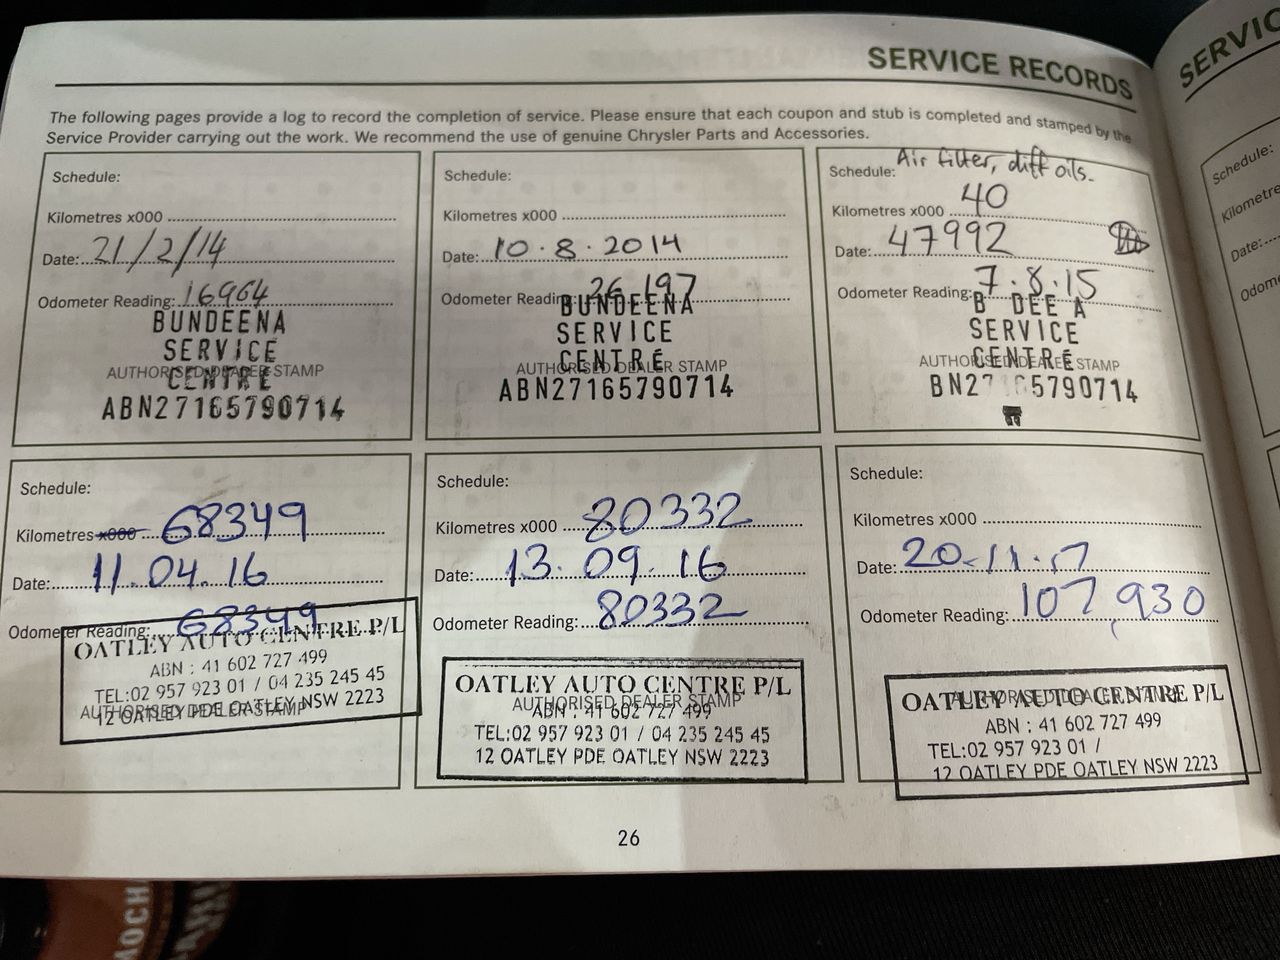 SERVICE RECORDS
The following pages provide a log to record the completion of service. Please ensure that each coupon and stub is completed and stamped by the
Service Provider carrying out the work. We recommend the use of genuine Chrysler Parts and Accessories.
Schedule:
Kilometres x000
Date: 21/2/14
Odometer Reading: 16964
BUNDEENA
SERVICE
CENTRE
AUTHORISED DEALER STAMP
ABN27165790714
Schedule:
Kilometres x000
Date: 10.8.2014
Odometer Reading: 26 197
BUNDEENA
SERVICE
CENTRE
AUTHORISED DEALER STAMP
ABN27165790714
Air filter, diff oils.
Schedule:
Kilometres x000 40
Date: 47992
Odometer Reading: 7.8.15
B DEE A
SERVICE
CENTRE
AUTHORISED DEALER STAMP
BN27 65790714
Schedule:
Kilometres x000 68349
Date: 11.04.16
Odometer Reading: 68349
OATLEY AUTO CENTRE P/L
ABN : 41 602 727 499
TEL:02 957 923 01 / 04 235 245 45
AUTHORISED DEALER STAMP
12 OATLEY PDE OATLEY NSW 2223
Schedule:
Kilometres x000 80332
Date: 13.09.16
Odometer Reading: 80332
OATLEY AUTO CENTRE P/L
AUTHORISED DEALER STAMP
ABN : 41 602 727 499
TEL:02 957 923 01 / 04 235 245 45
12 OATLEY PDE OATLEY NSW 2223
Schedule:
Kilometres x000
Date: 20.11.17
Odometer Reading: 107,930
OATLEY AUTO CENTRE P/L
AUTHORISED DEALER STAMP
ABN : 41 602 727 499
TEL:02 957 923 01 /
12 OATLEY PDE OATLEY NSW 2223
26
SERVIC
Schedule:
Kilometre
Date:
Odom
MOCH